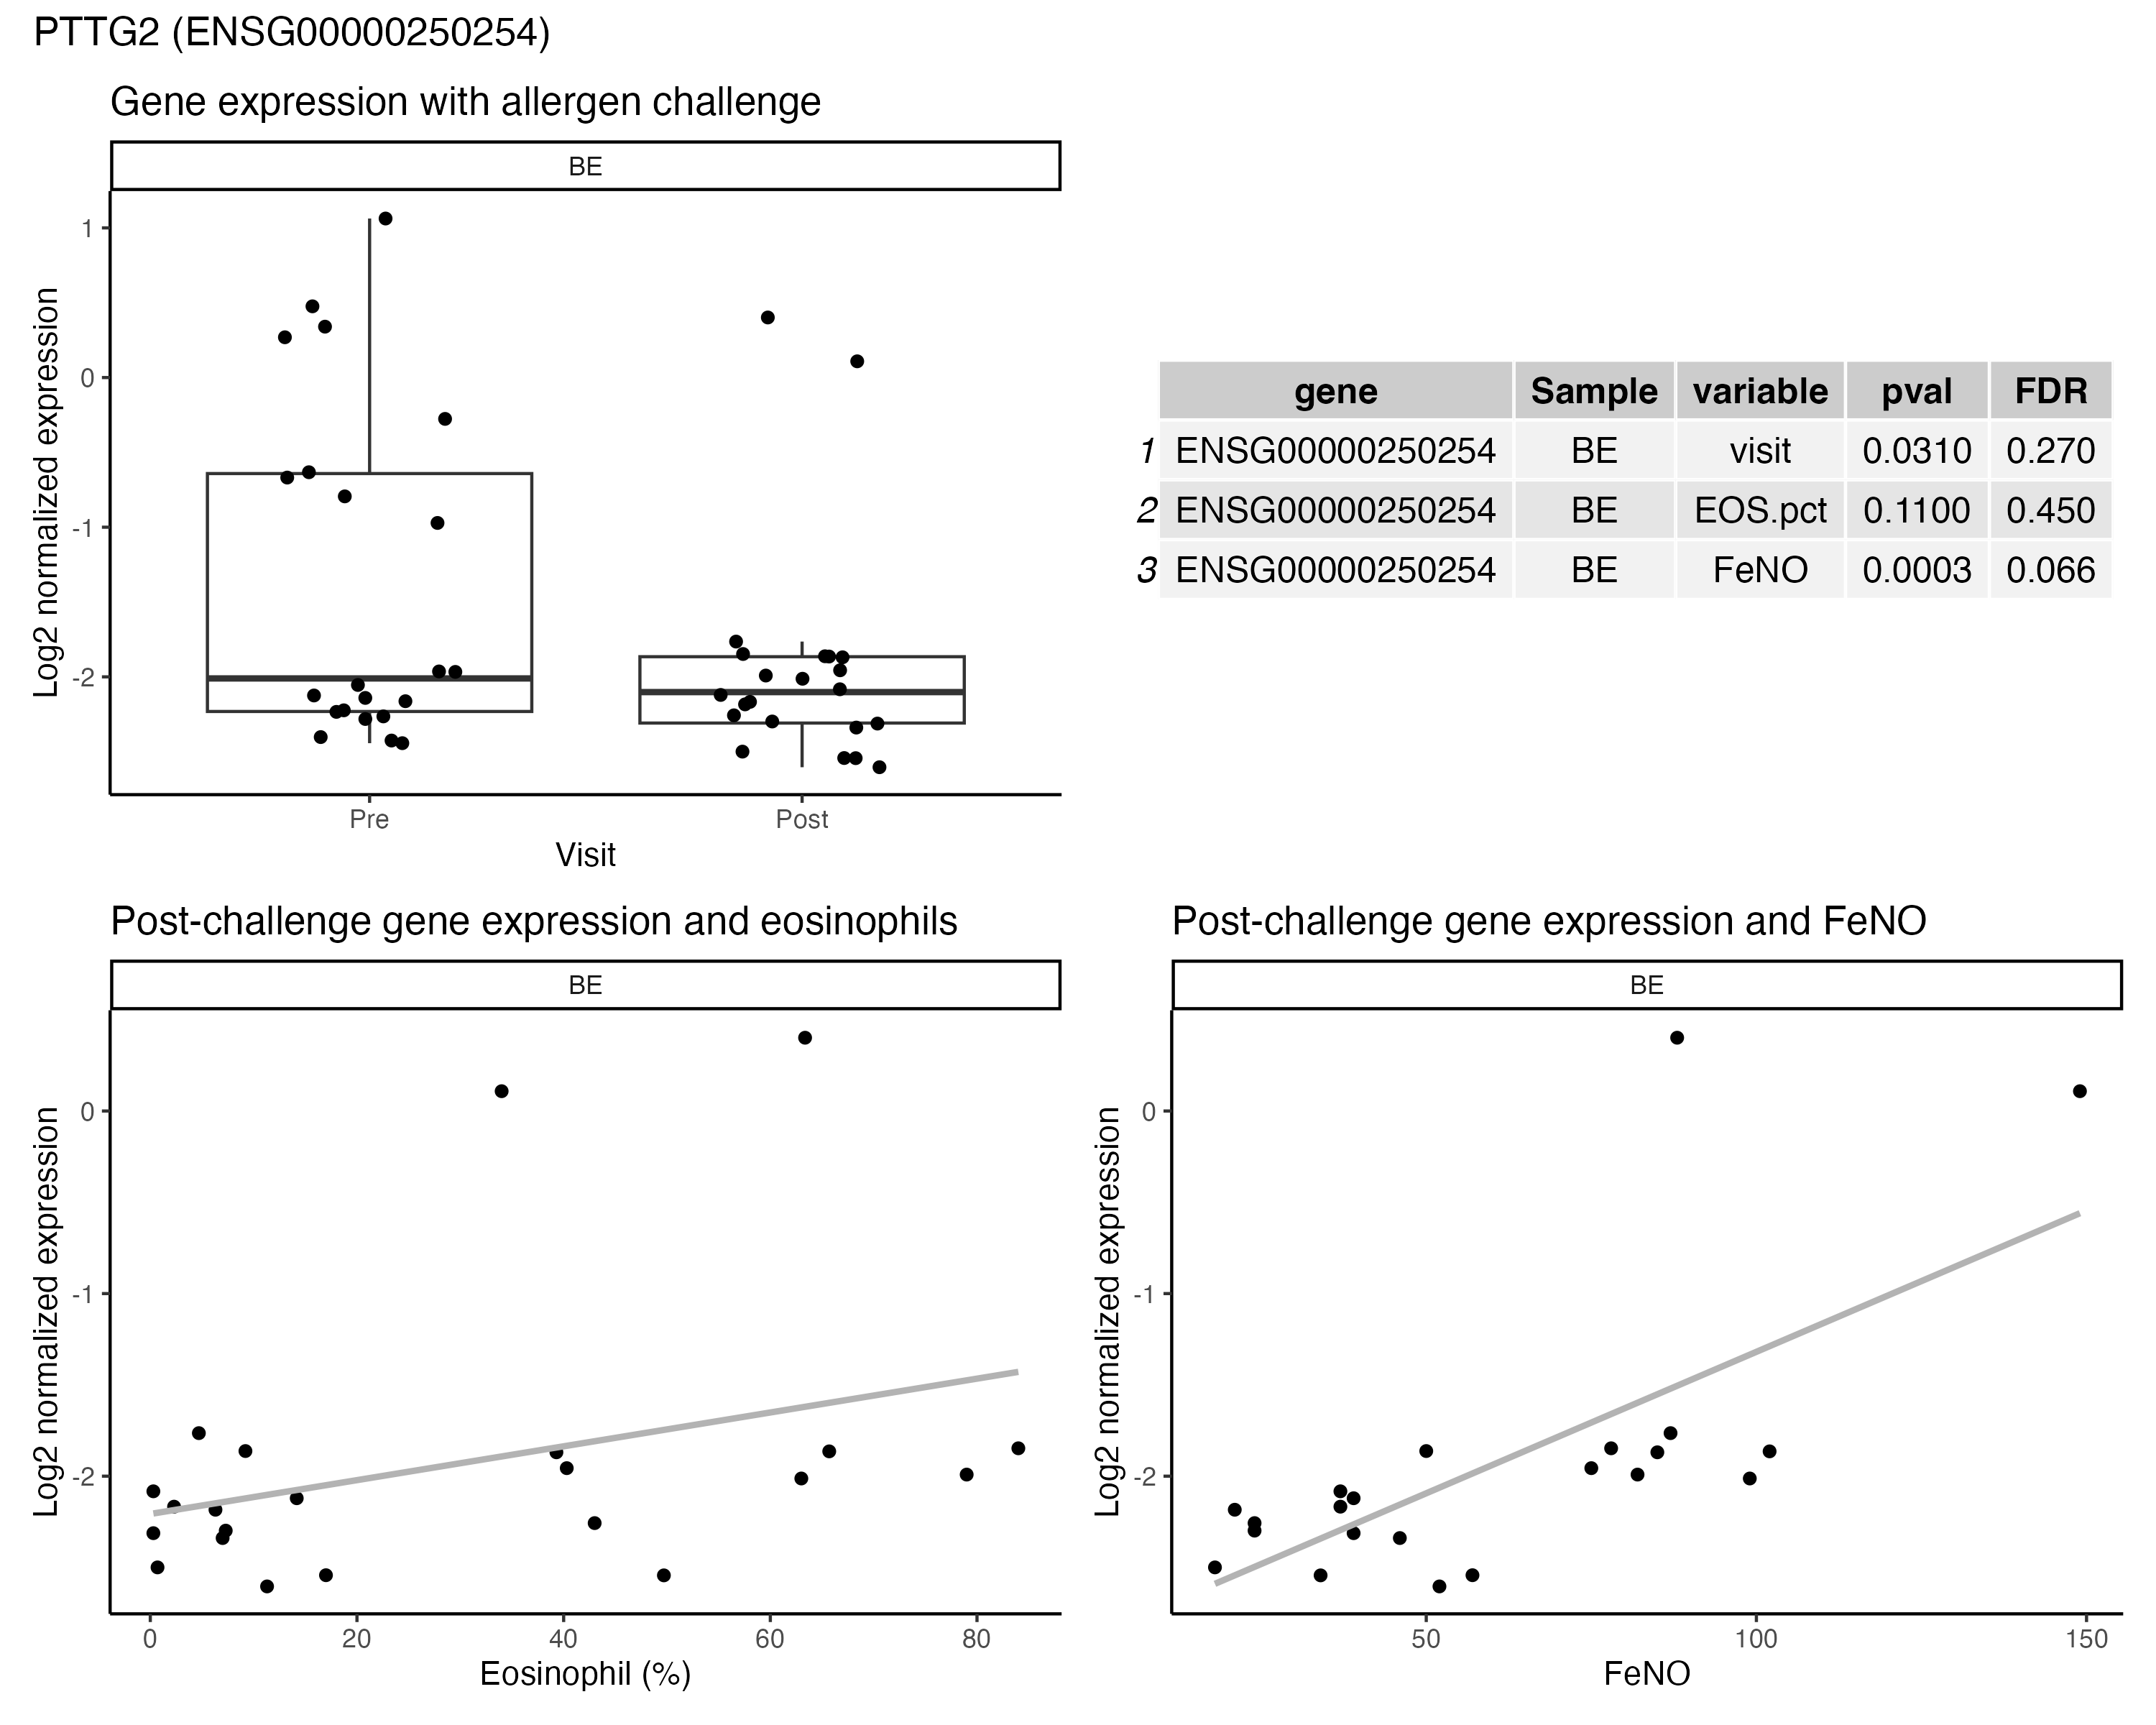 PTTG2 (ENSG00000250254)
Gene expression with allergen challenge
BE
Log2 normalized expression
1
0
-1
-2
Pre
Post
Visit
gene Sample variable pval FDR
1 ENSG00000250254 BE visit 0.0310 0.270
2 ENSG00000250254 BE EOS.pct 0.1100 0.450
3 ENSG00000250254 BE FeNO 0.0003 0.066
Post-challenge gene expression and eosinophils
BE
Log2 normalized expression
0
-1
-2
0 20 40 60 80
Eosinophil (%)
Post-challenge gene expression and FeNO
BE
Log2 normalized expression
0
-1
-2
50 100 150
FeNO